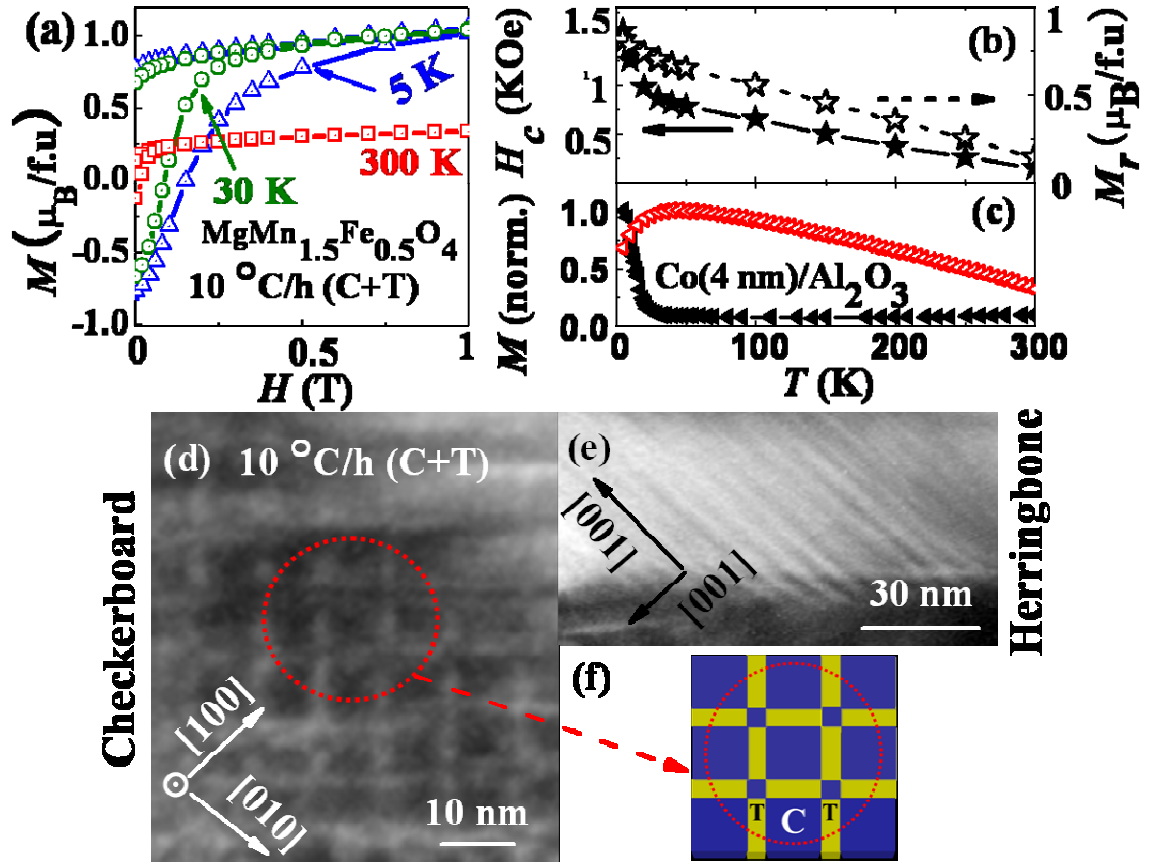 (a)
1.0
0.5
0.0
-0.5
-1.0
M (μB/f.u)
5 K
300 K
30 K
MgMn1.5Fe0.5O4
10 °C/h (C+T)
0
0.5
1
H (T)
(b)
1.5
1
0.5
Hc (KOe)
1
0.5
0
Mr (μB/f.u)
(c)
1.0
0.5
0.0
M (norm.)
Co(4 nm)/Al2O3
0
100
200
300
T (K)
Checkerboard
(d) 10 °C/h (C+T)
[100]
[010]
10 nm
(e)
[001]
[001]
30 nm
Herringbone
(f)
T
C
T